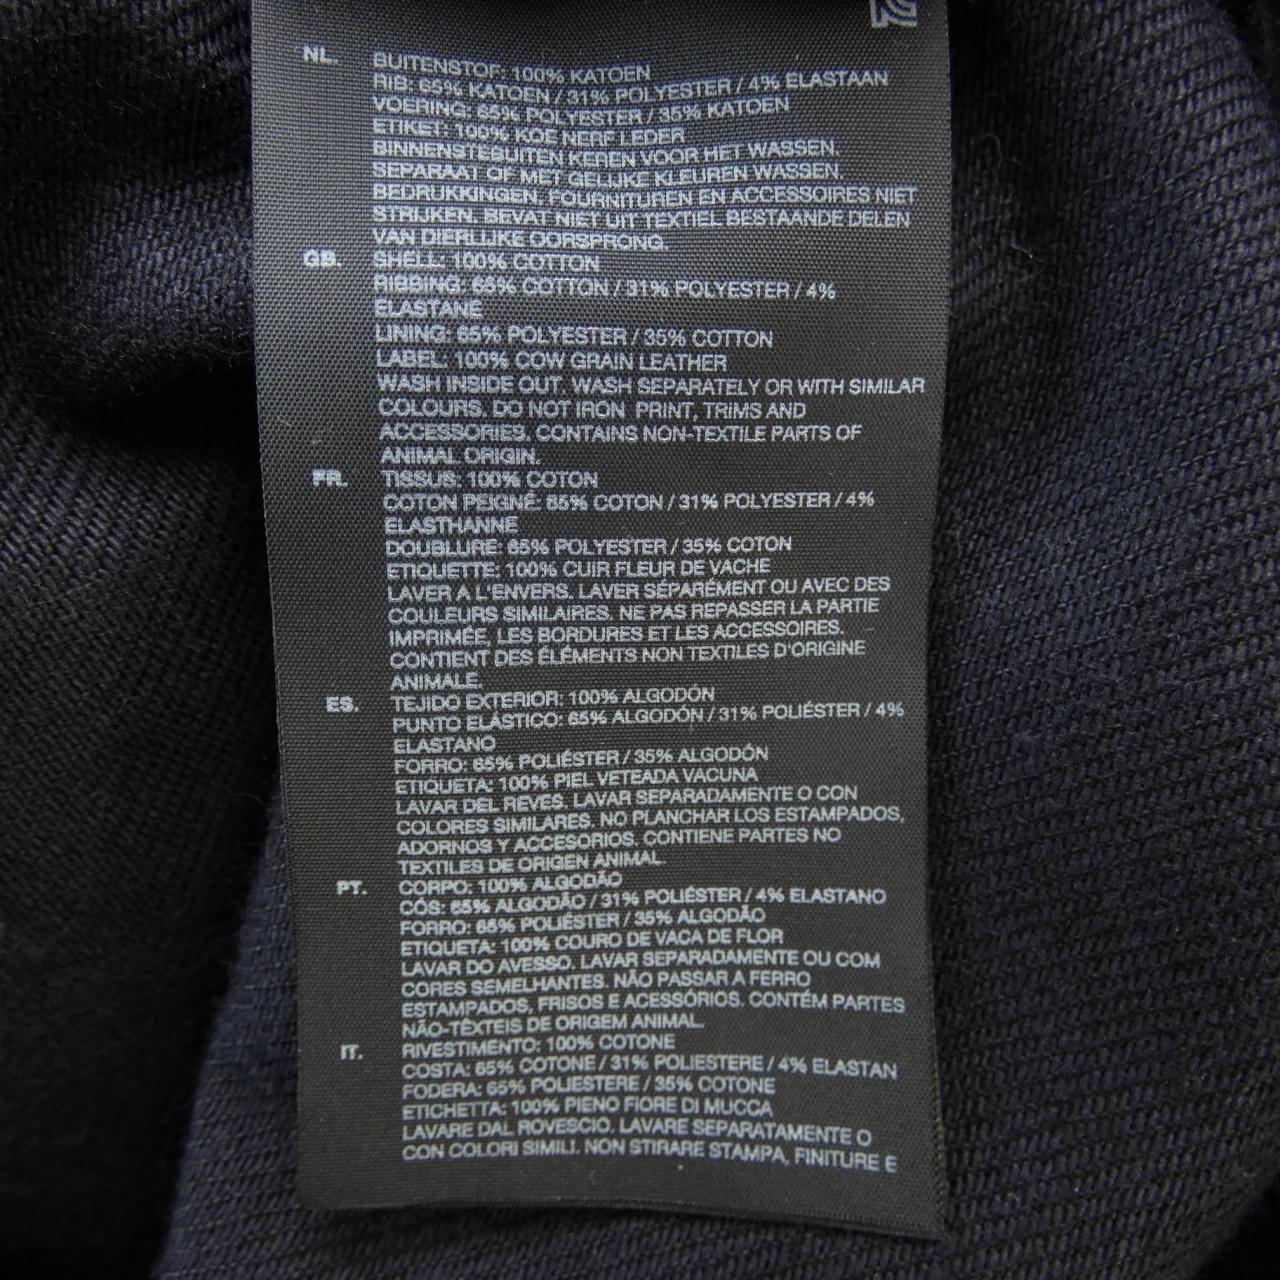 NL. BUITENSTOF: 100% KATOEN
RIB: 65% KATOEN / 31% POLYESTER / 4% ELASTAAN
VOERING: 65% POLYESTER / 35% KATOEN
ETIKET: 100% KOE NERF LEDER
BINNENSTEBUITEN KEREN VOOR HET WASSEN.
SEPARAAT OF MET GELIJKE KLEUREN WASSEN.
BEDRUKKINGEN, FOURNITUREN EN ACCESSOIRES NIET
STRIJKEN. BEVAT NIET UIT TEXTIEL BESTAANDE DELEN
VAN DIERLIJKE OORSPRONG.
GB. SHELL: 100% COTTON
RIBBING: 65% COTTON / 31% POLYESTER / 4%
ELASTANE
LINING: 65% POLYESTER / 35% COTTON
LABEL: 100% COW GRAIN LEATHER
WASH INSIDE OUT. WASH SEPARATELY OR WITH SIMILAR
COLOURS. DO NOT IRON PRINT, TRIMS AND
ACCESSORIES. CONTAINS NON-TEXTILE PARTS OF
ANIMAL ORIGIN.
FR. TISSUS: 100% COTON
COTON PEIGNÉ: 65% COTON / 31% POLYESTER / 4%
ELASTHANNE
DOUBLURE: 65% POLYESTER / 35% COTON
ETIQUETTE: 100% CUIR FLEUR DE VACHE
LAVER A L'ENVERS. LAVER SÉPARÉMENT OU AVEC DES
COULEURS SIMILAIRES. NE PAS REPASSER LA PARTIE
IMPRIMÉE, LES BORDURES ET LES ACCESSOIRES.
CONTIENT DES ÉLÉMENTS NON TEXTILES D'ORIGINE
ANIMALE.
ES. TEJIDO EXTERIOR: 100% ALGODÓN
PUNTO ELÁSTICO: 65% ALGODÓN / 31% POLIÉSTER / 4%
ELASTANO
FORRO: 65% POLIÉSTER / 35% ALGODÓN
ETIQUETA: 100% PIEL VETEADA VACUNA
LAVAR DEL REVÉS. LAVAR SEPARADAMENTE O CON
COLORES SIMILARES. NO PLANCHAR LOS ESTAMPADOS,
ADORNOS Y ACCESORIOS. CONTIENE PARTES NO
TEXTILES DE ORIGEN ANIMAL.
PT. CORPO: 100% ALGODÃO
CÓS: 65% ALGODÃO / 31% POLIÉSTER / 4% ELASTANO
FORRO: 65% POLIÉSTER / 35% ALGODÃO
ETIQUETA: 100% COURO DE VACA DE FLOR
LAVAR DO AVESSO. LAVAR SEPARADAMENTE OU COM
CORES SEMELHANTES. NÃO PASSAR A FERRO
ESTAMPADOS, FRISOS E ACESSÓRIOS. CONTÉM PARTES
NÃO-TÊXTEIS DE ORIGEM ANIMAL.
IT. RIVESTIMENTO: 100% COTONE
COSTA: 65% COTONE / 31% POLIESTERE / 4% ELASTAN
FODERA: 65% POLIESTERE / 35% COTONE
ETICHETTA: 100% PIENO FIORE DI MUCCA
LAVARE DAL ROVESCIO. LAVARE SEPARATAMENTE O
CON COLORI SIMILI. NON STIRARE STAMPA, FINITURE E